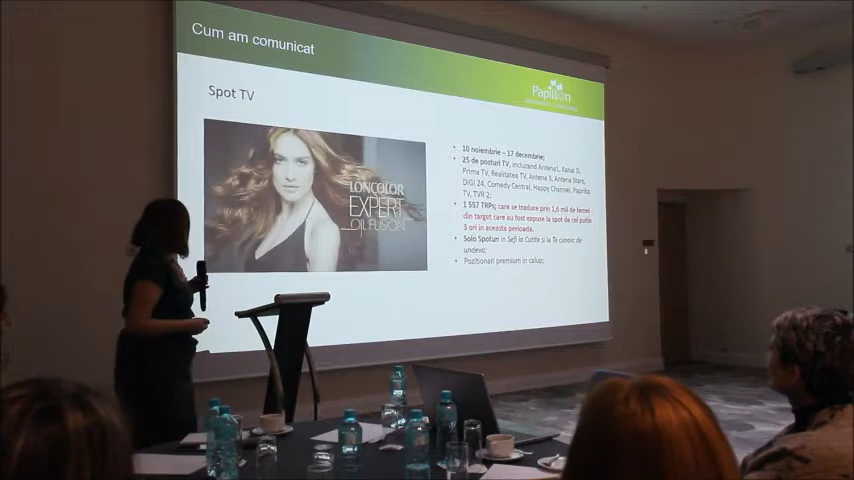 Cum am comunicat
Papillon
Spot TV
LONCOLOR
EXPERT
OIL FUSION
• 10 noiembrie – 17 decembrie;
• 25 de posturi TV, incluzand Antena1, Kanal D,
Prima TV, Realitatea TV, Antena 3, Antena Stars,
DIGI 24, Comedy Central, Happy Channel, Paprika
TV, TVR 2;
• 1 557 TRPs; care se traduce prin 1,6 mil de femei
din target care au fost expuse la spot de cel putin
3 ori in aceasta perioada.
• Solo Spoturi in Sefi la Cutite si la Te cunosc de
undeva;
• Pozitionari premium in calup;